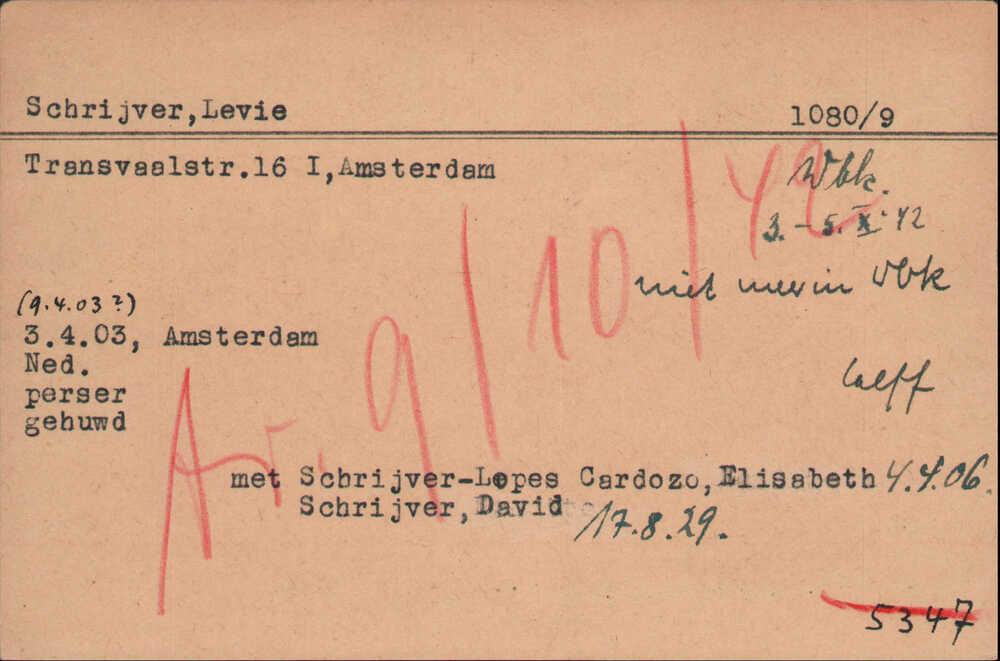 Schrijver,Levie 1080/9
Transvaalstr.16 I,Amsterdam
Wbk.
3.-5.X.42
niet meer in Wbk
(9.4.03?)
3.4.03, Amsterdam
Ned.
perser
gehuwd
Ar. 9/10/42
met Schrijver-Lopes Cardozo,Elisabeth 4.4.06.
Schrijver,David 17.8.29.
5347